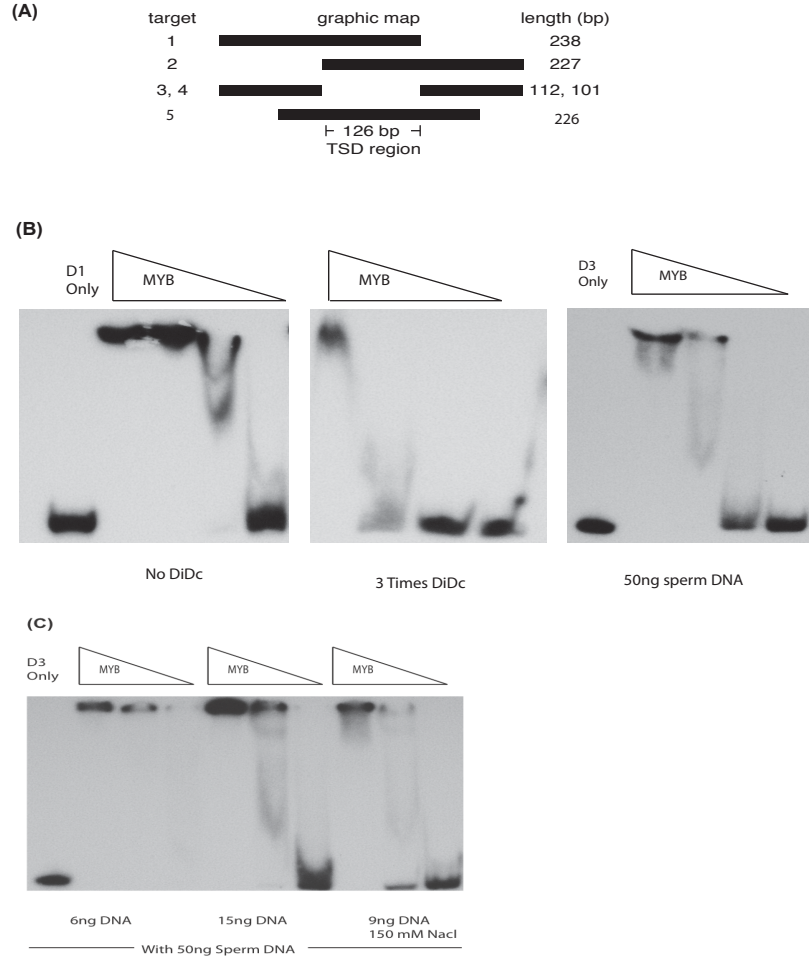 (A)
target graphic map length (bp)
1 238
2 227
3, 4 112, 101
5 226
126 bp
TSD region
(B)
D1
Only
MYB
MYB
D3
Only
MYB
No DiDc
3 Times DiDc
50ng sperm DNA
(C)
D3
Only
MYB
MYB
MYB
6ng DNA 15ng DNA 9ng DNA
150 mM Nacl
With 50ng Sperm DNA